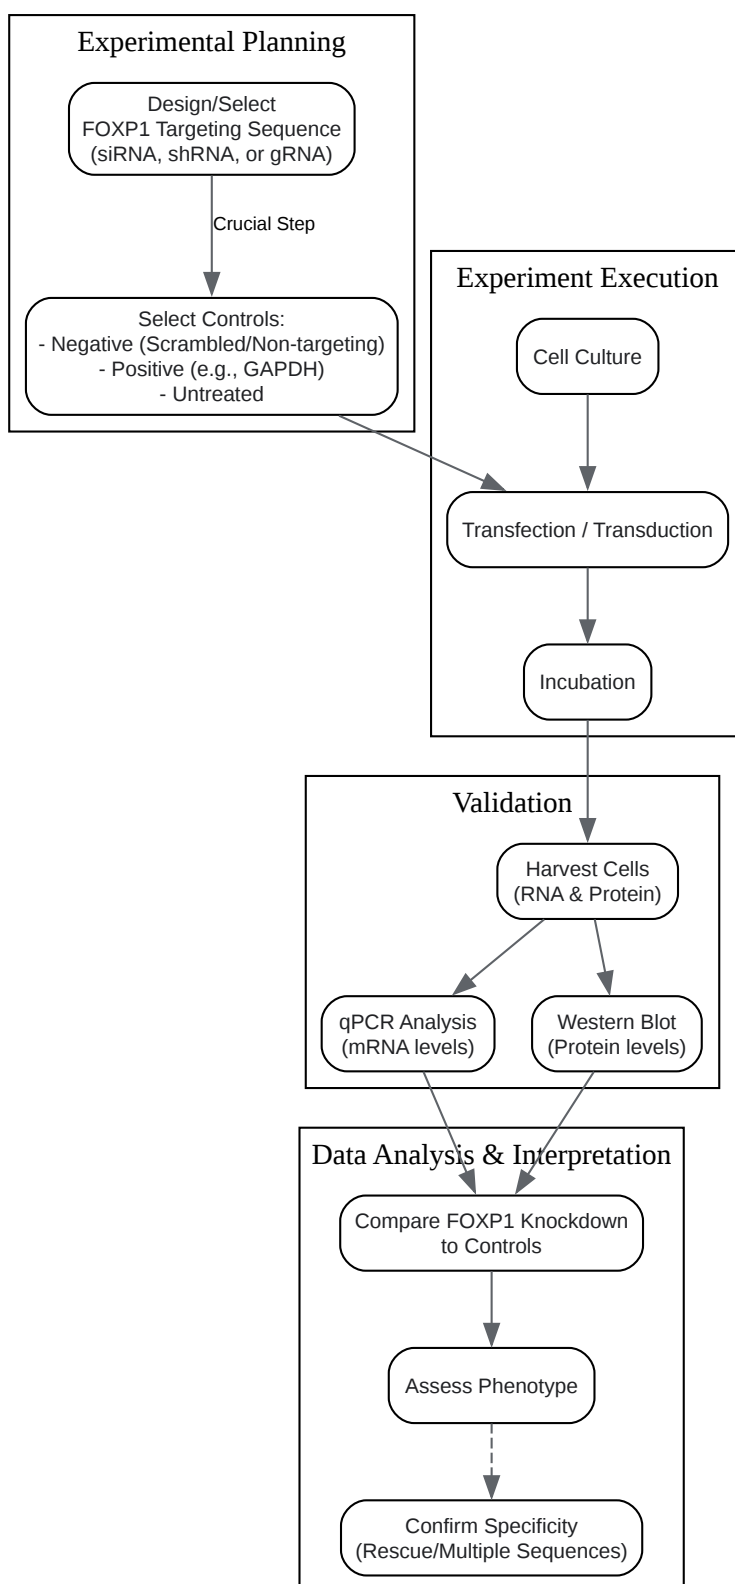 Experimental Planning
Design/Select
FOXP1 Targeting Sequence
(siRNA, shRNA, or gRNA)
Crucial Step
Select Controls:
- Negative (Scrambled/Non-targeting)
- Positive (e.g., GAPDH)
- Untreated
Experiment Execution
Cell Culture
Transfection / Transduction
Incubation
Validation
Harvest Cells
(RNA & Protein)
qPCR Analysis
(mRNA levels)
Western Blot
(Protein levels)
Data Analysis & Interpretation
Compare FOXP1 Knockdown
to Controls
Assess Phenotype
Confirm Specificity
(Rescue/Multiple Sequences)